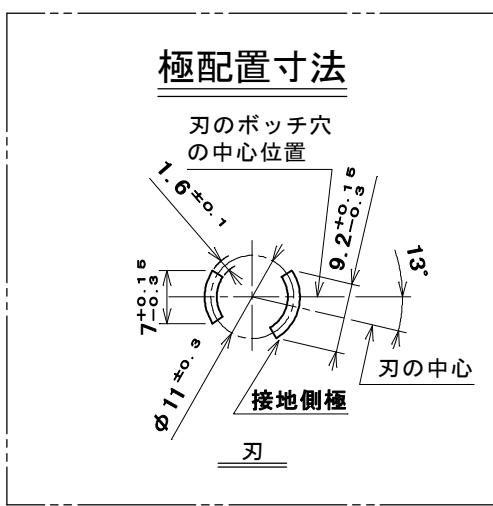 極配置寸法
刃のボッチ穴
の中心位置
1.6±0.1
9.2+0.15-0.3
13°
7+0.15-0.3
φ11±0.3
刃の中心
接地側極
刃